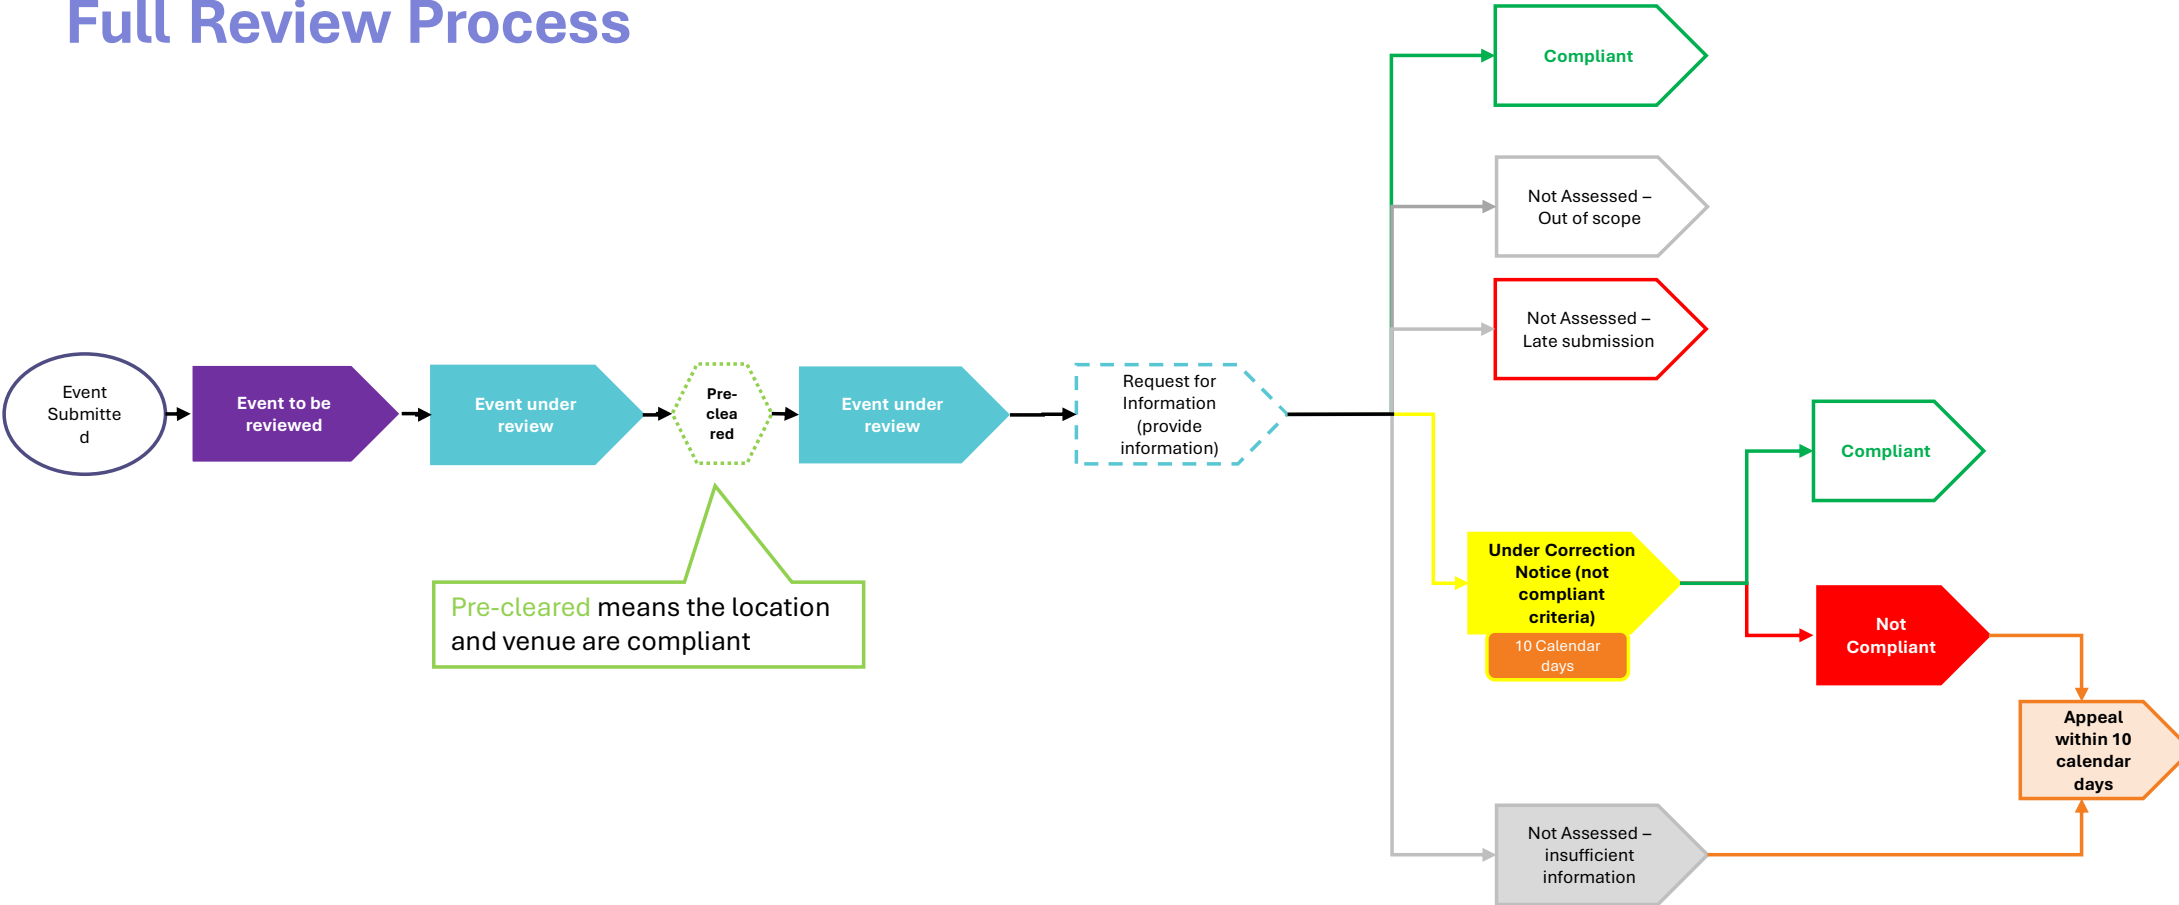 Full Review Process
Event
Submitte
d
Event to be
reviewed
Event under
review
Pre-
clea
red
Event under
review
Request for
Information
(provide
information)
Compliant
Not Assessed –
Out of scope
Not Assessed –
Late submission
Under Correction
Notice (not
compliant
criteria)
10 Calendar
days
Compliant
Not
Compliant
Appeal
within 10
calendar
days
Not Assessed –
insufficient
information
Pre-cleared means the location
and venue are compliant